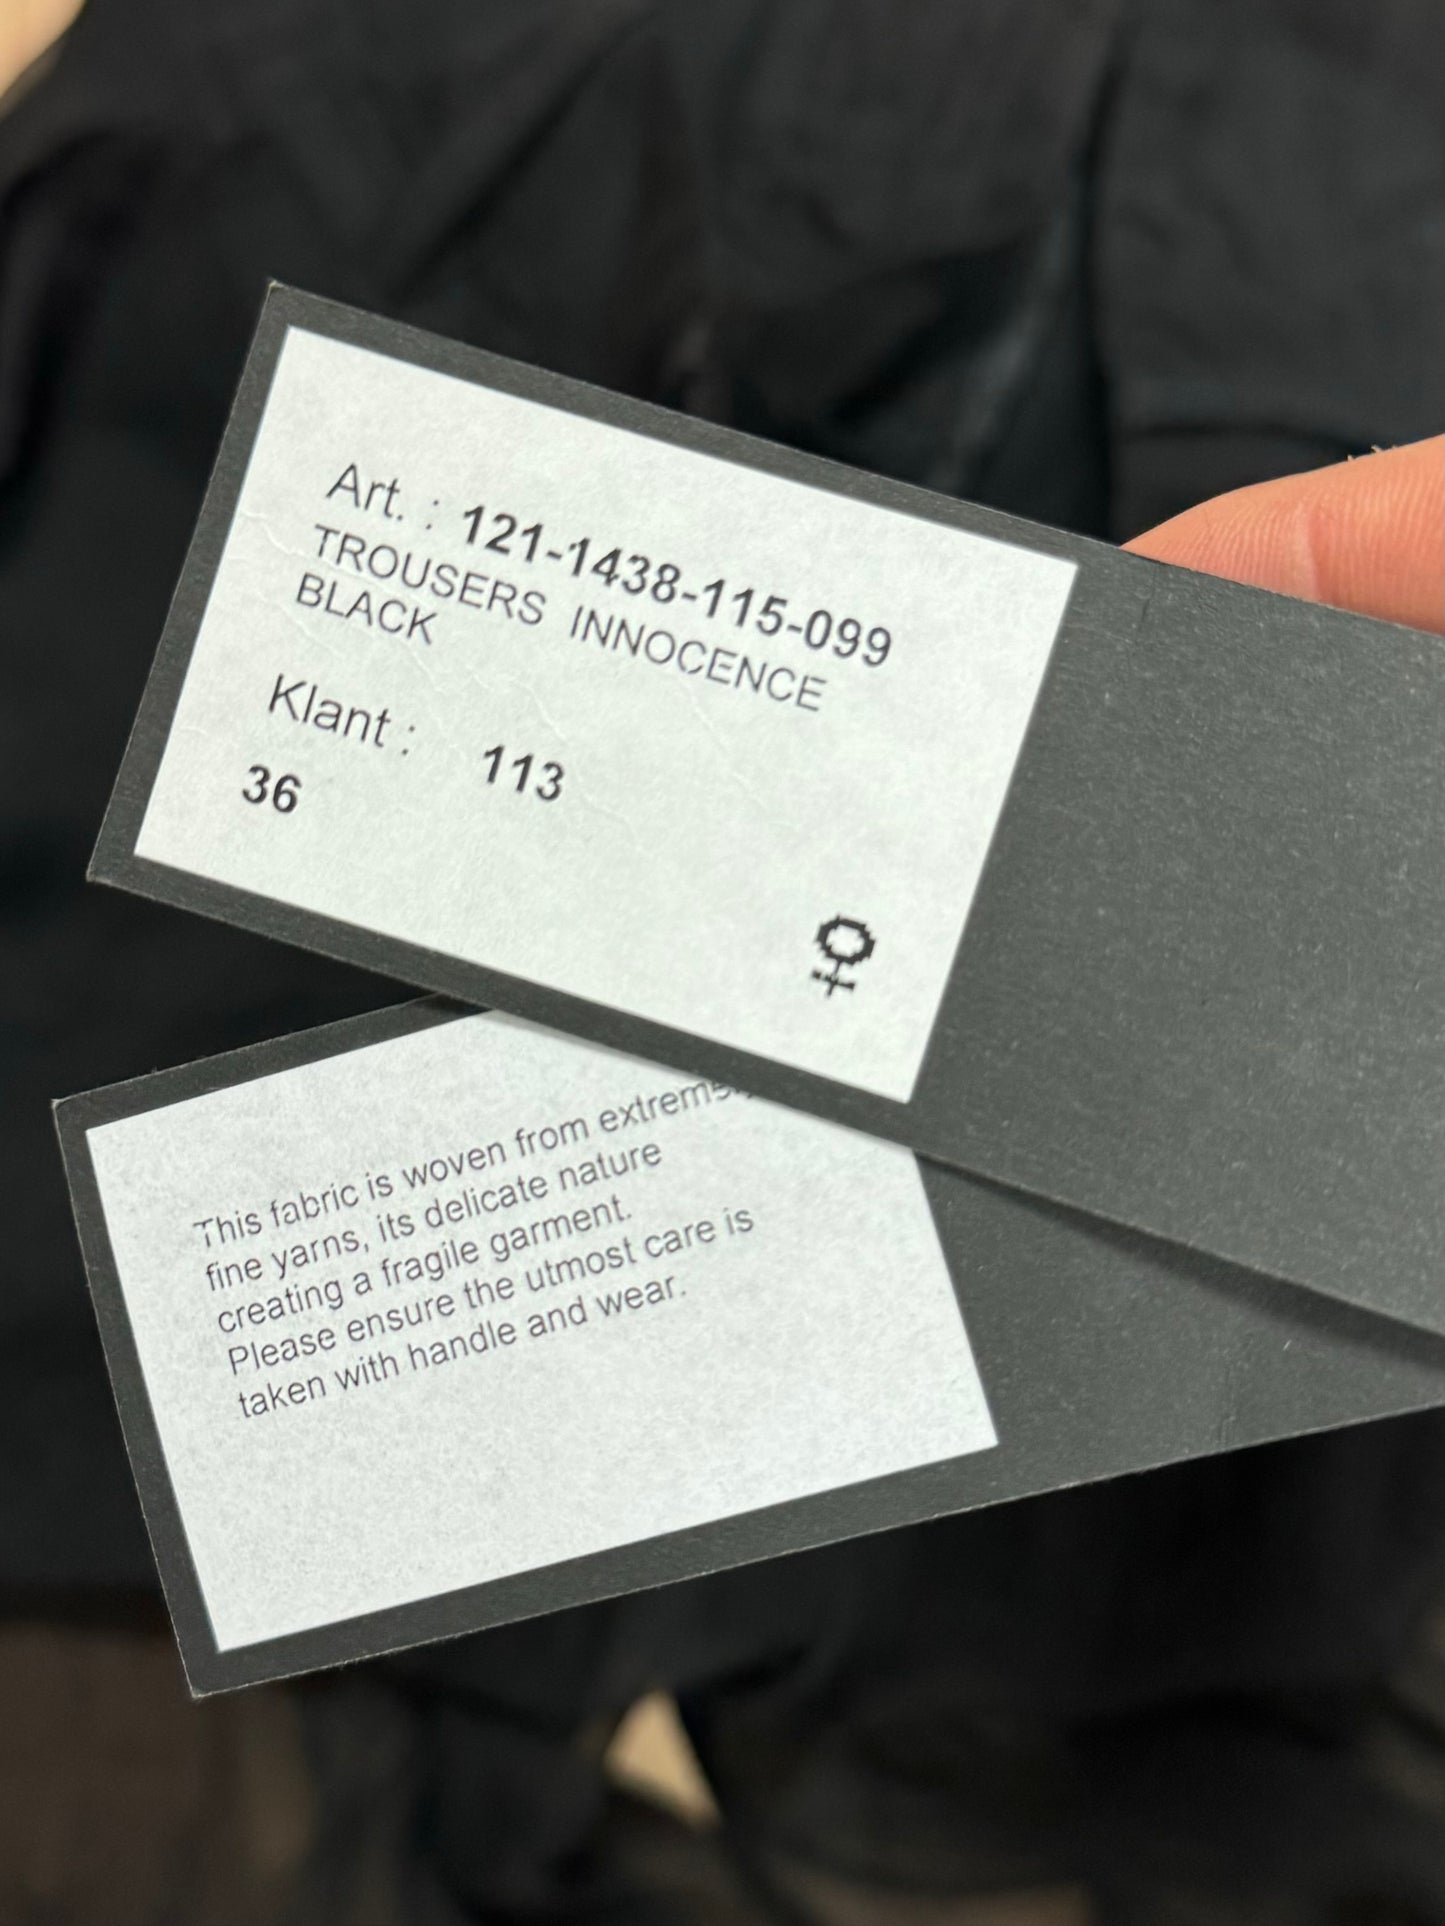 Art. : 121-1438-115-099
TROUSERS INNOCENCE
BLACK
Klant : 113
36
This fabric is woven from extremely
fine yarns, its delicate nature
creating a fragile garment.
Please ensure the utmost care is
taken with handle and wear.